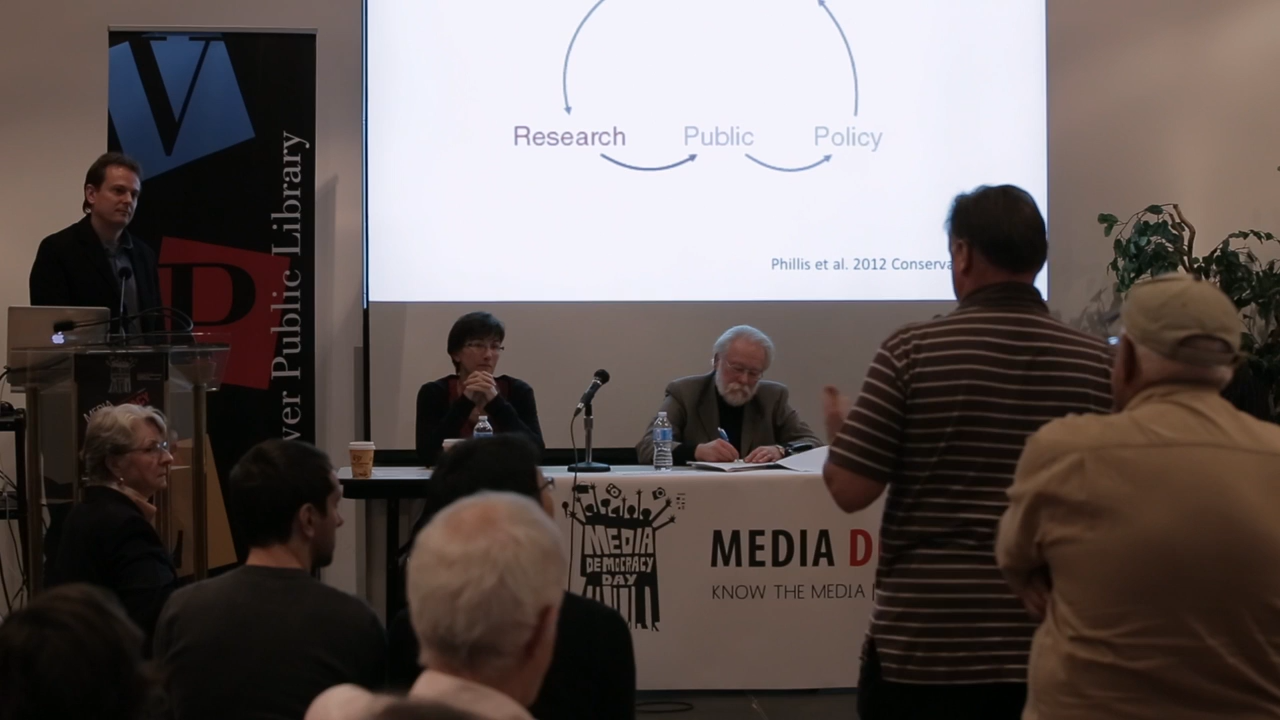 V
P
ver Public Library
Research Public Policy
Phillis et al. 2012 Conserva
MEDIA
DEMOCRACY
DAY
MEDIA D
KNOW THE MEDIA |